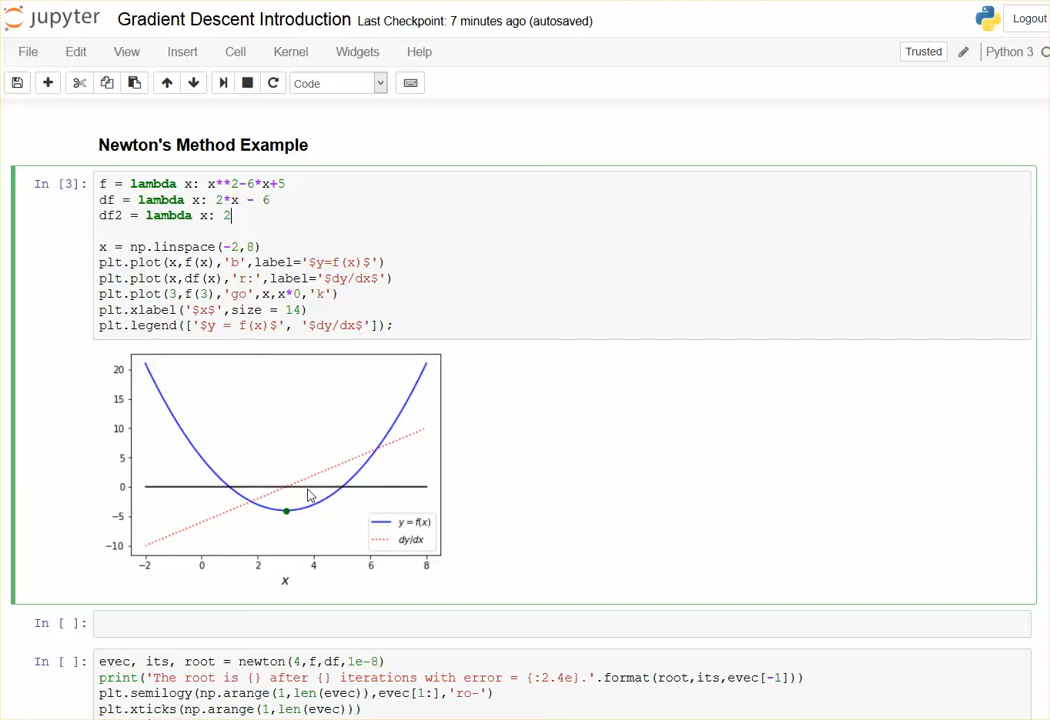 jupyter Gradient Descent Introduction Last Checkpoint: 7 minutes ago (autosaved) Logout
File Edit View Insert Cell Kernel Widgets Help Trusted Python 3
Code
Newton's Method Example
In [3]: f = lambda x: x**2-6*x+5
df = lambda x: 2*x - 6
df2 = lambda x: 2
x = np.linspace(-2,8)
plt.plot(x,f(x),'b',label='$y=f(x)$')
plt.plot(x,df(x),'r:',label='$dy/dx$')
plt.plot(3,f(3),'go',x,x*0,'k')
plt.xlabel('$x$',size = 14)
plt.legend(['$y = f(x)$', '$dy/dx$']);
20
15
10
5
0
−5
−10
y = f(x)
dy/dx
−2 0 2 4 6 8
x
In [ ]:
In [ ]: evec, its, root = newton(4,f,df,1e-8)
print('The root is {} after {} iterations with error = {:2.4e}.'.format(root,its,evec[-1]))
plt.semilogy(np.arange(1,len(evec)),evec[1:],'ro-')
plt.xticks(np.arange(1,len(evec)))